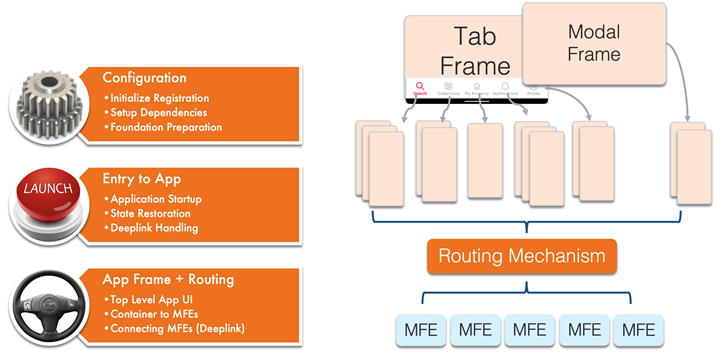 Configuration
• Initialize Registration
• Setup Dependencies
• Foundation Preparation
LAUNCH
Entry to App
• Application Startup
• State Restoration
• Deeplink Handling
App Frame + Routing
• Top Level App UI
• Container to MFEs
• Connecting MFEs (Deeplink)
Tab
Frame
Modal
Frame
Search Collections My Property Notifications Profile
Routing Mechanism
MFE MFE MFE MFE MFE